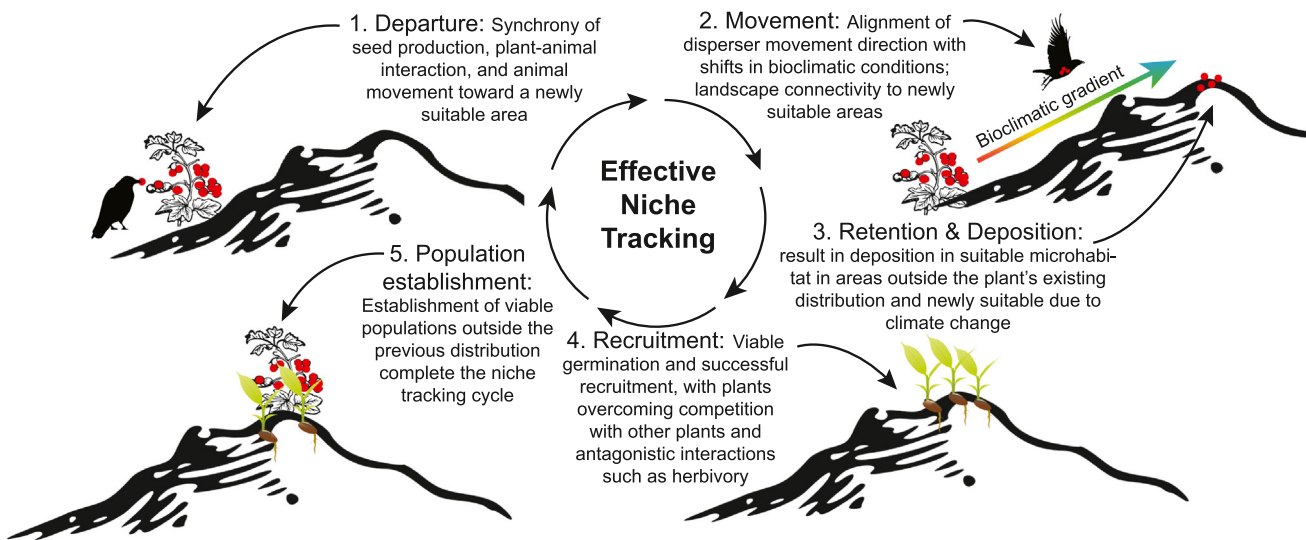 1. Departure: Synchrony of
seed production, plant-animal
interaction, and animal
movement toward a newly
suitable area
2. Movement: Alignment of
disperser movement direction with
shifts in bioclimatic conditions;
landscape connectivity to newly
suitable areas
Bioclimatic gradient
Effective
Niche
Tracking
3. Retention & Deposition:
result in deposition in suitable microhabi-
tat in areas outside the plant's existing
distribution and newly suitable due to
climate change
4. Recruitment: Viable
germination and successful
recruitment, with plants
overcoming competition
with other plants and
antagonistic interactions
such as herbivory
5. Population
establishment:
Establishment of viable
populations outside the
previous distribution
complete the niche
tracking cycle